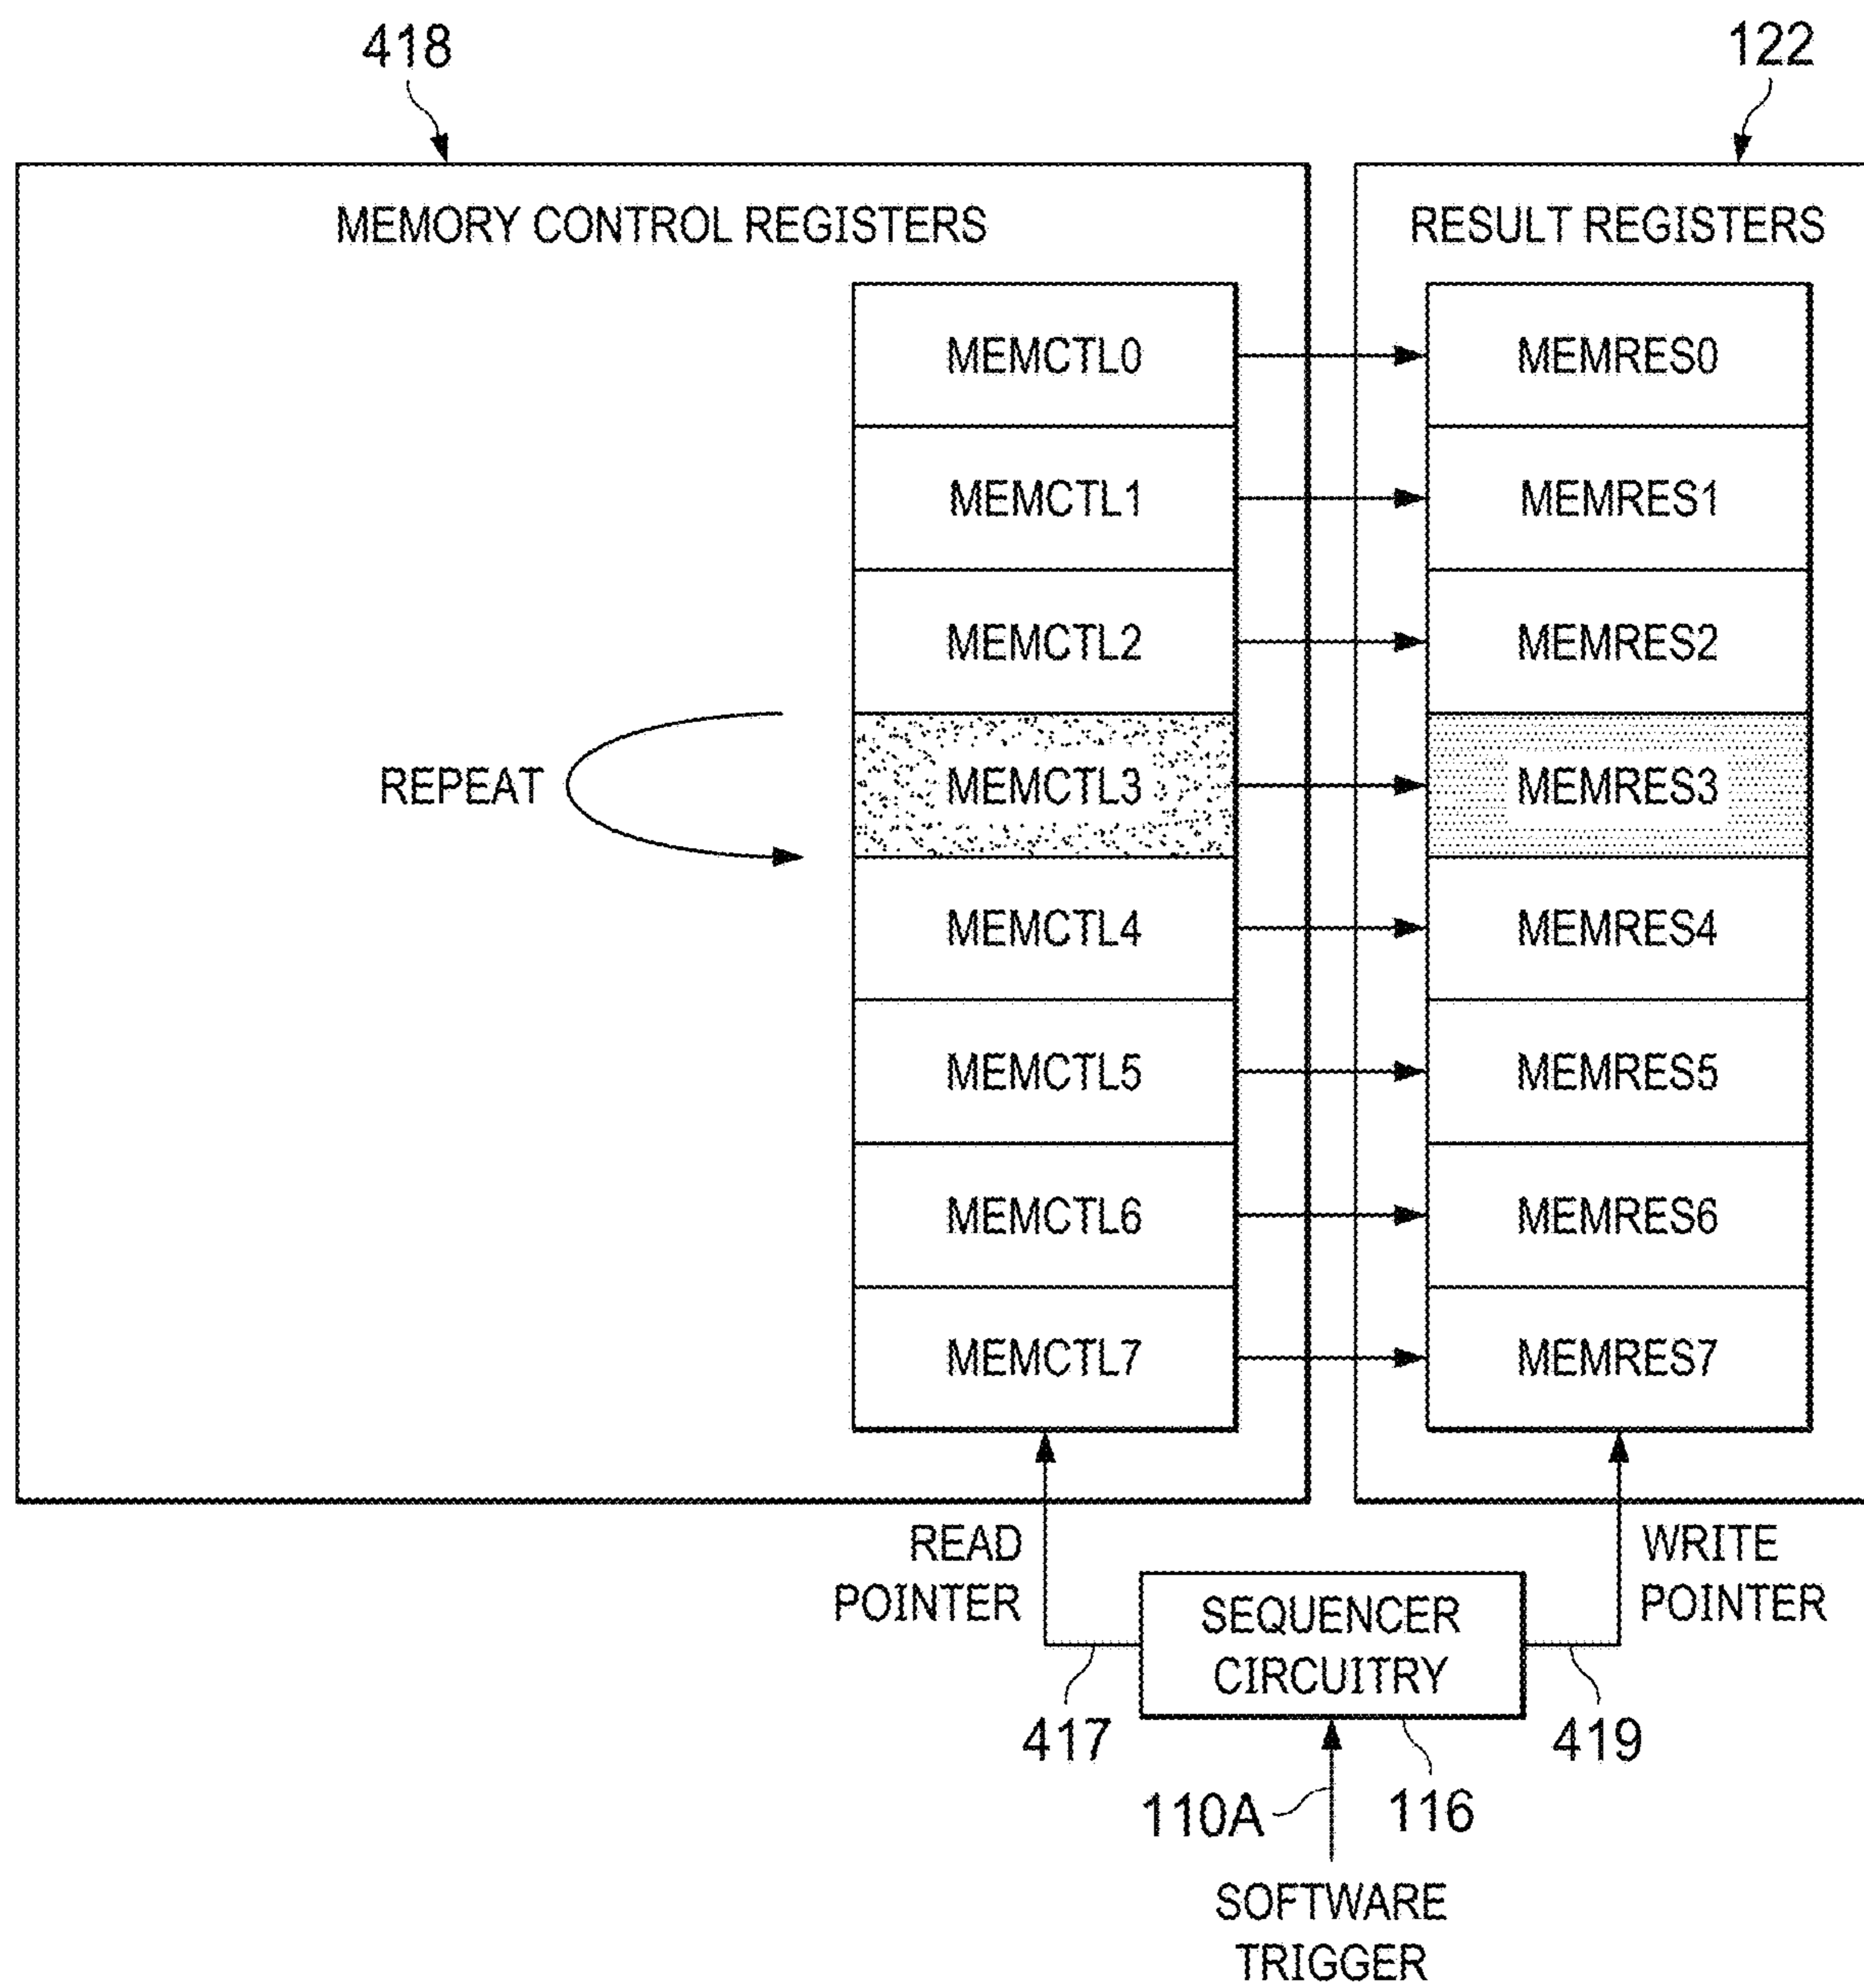 418
122
MEMORY CONTROL REGISTERS
RESULT REGISTERS
MEMCTL0
MEMRES0
MEMCTL1
MEMRES1
MEMCTL2
MEMRES2
REPEAT
MEMCTL3
MEMRES3
MEMCTL4
MEMRES4
MEMCTL5
MEMRES5
MEMCTL6
MEMRES6
MEMCTL7
MEMRES7
READ
POINTER
WRITE
POINTER
SEQUENCER
CIRCUITRY
417
419
110A
116
SOFTWARE
TRIGGER